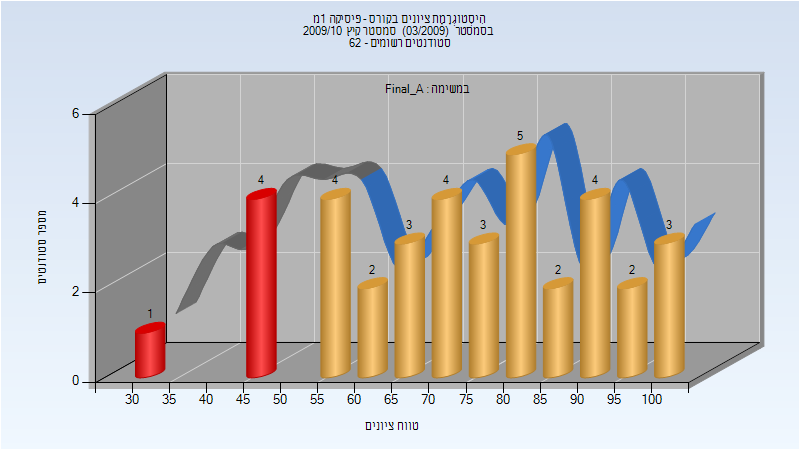 היסטוגרמת ציונים בקורס - פיסיקה 1מ
בסמסטר (03/2009) סמסטר קיץ 2009/10
סטודנטים רשומים - 62
במשימה : Final_A
מספר סטודנטים
6
4
2
0
1
4
4
2
3
4
3
5
2
4
2
3
30 35 40 45 50 55 60 65 70 75 80 85 90 95 100
טווח ציונים